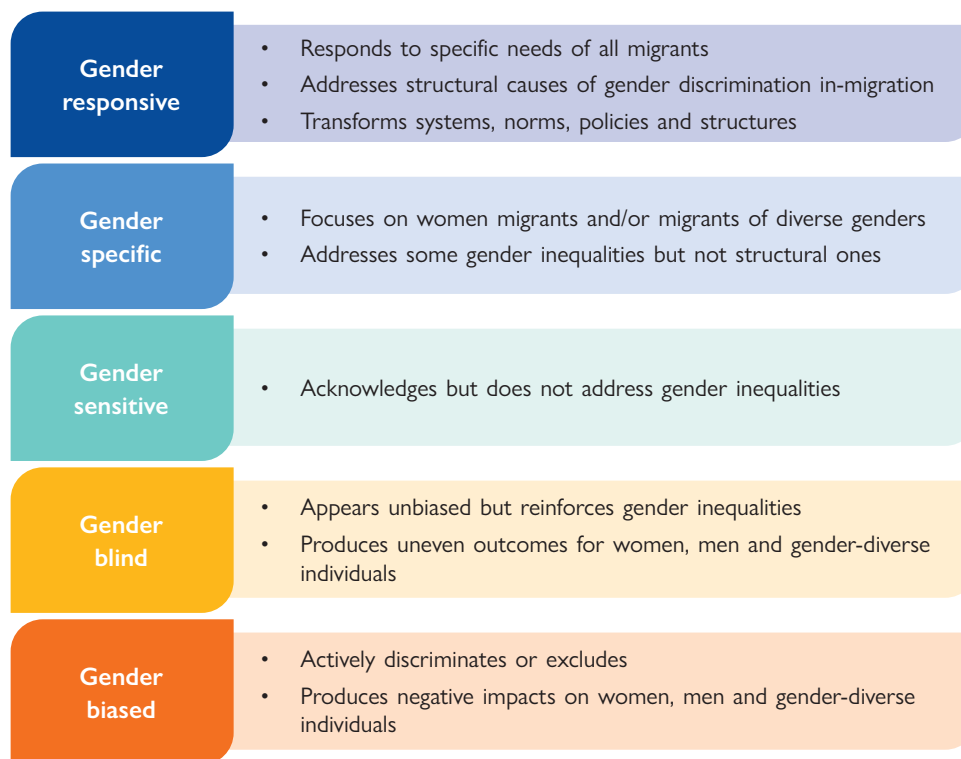 Gender
responsive
• Responds to specific needs of all migrants
• Addresses structural causes of gender discrimination in-migration
• Transforms systems, norms, policies and structures
Gender
specific
• Focuses on women migrants and/or migrants of diverse genders
• Addresses some gender inequalities but not structural ones
Gender
sensitive
• Acknowledges but does not address gender inequalities
Gender
blind
• Appears unbiased but reinforces gender inequalities
• Produces uneven outcomes for women, men and gender-diverse
individuals
Gender
biased
• Actively discriminates or excludes
• Produces negative impacts on women, men and gender-diverse
individuals